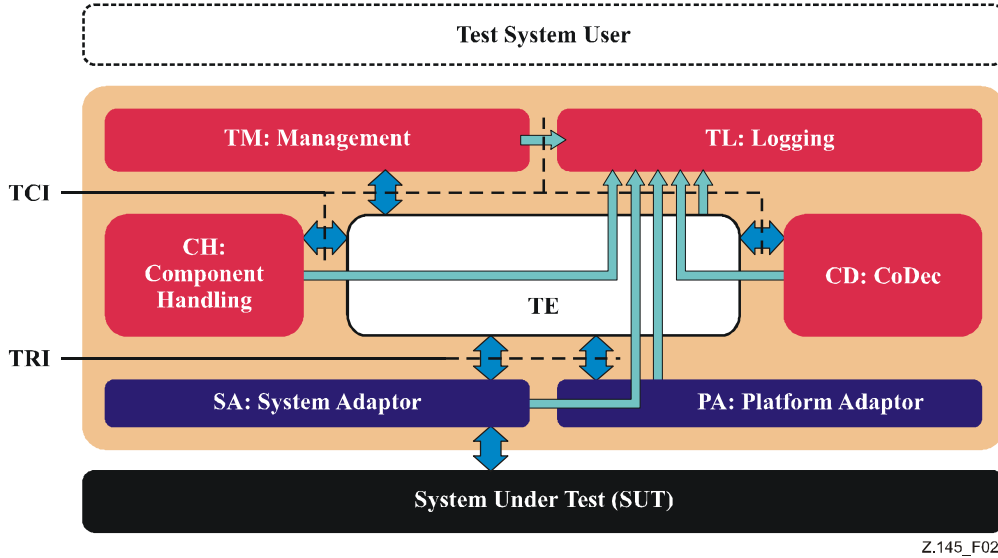 Test System User
TM: Management
TL: Logging
TCI
CH:
Component
Handling
CD: CoDec
TE
TRI
SA: System Adaptor
PA: Platform Adaptor
System Under Test (SUT)
Z.145_F02